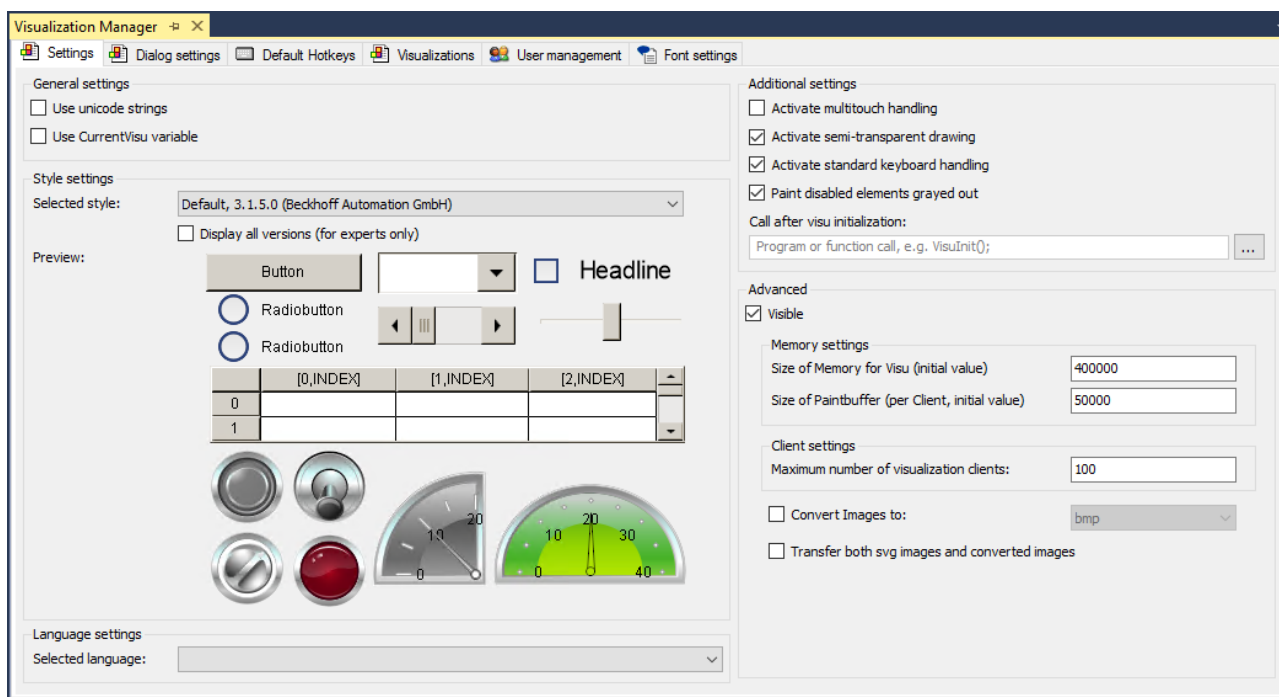 Visualization Manager
Settings Dialog settings Default Hotkeys Visualizations User management Font settings
General settings
Use unicode strings
Use CurrentVisu variable
Style settings
Selected style: Default, 3.1.5.0 (Beckhoff Automation GmbH)
Display all versions (for experts only)
Preview:
Button
Headline
Radiobutton
Radiobutton
[0,INDEX] [1,INDEX] [2,INDEX]
0
1
0 10 20
0 10 20 30 40
Language settings
Selected language:
Additional settings
Activate multitouch handling
Activate semi-transparent drawing
Activate standard keyboard handling
Paint disabled elements grayed out
Call after visu initialization:
Program or function call, e.g. VisuInit(); ...
Advanced
Visible
Memory settings
Size of Memory for Visu (initial value) 400000
Size of Paintbuffer (per Client, initial value) 50000
Client settings
Maximum number of visualization clients: 100
Convert Images to: bmp
Transfer both svg images and converted images